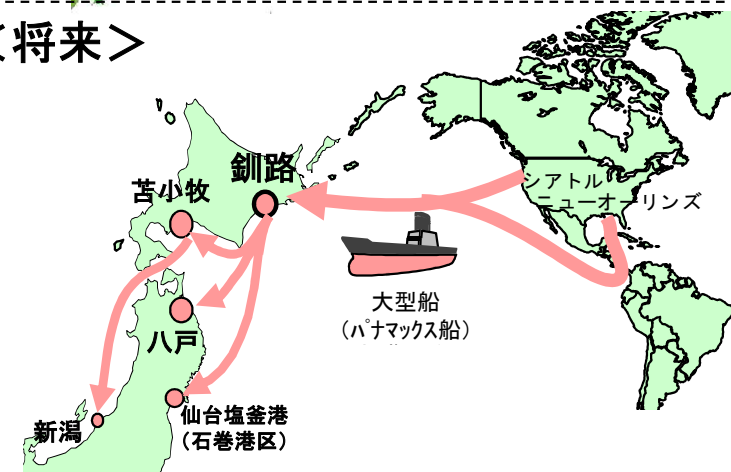 <将来>
釧路
苫小牧
シアトル
ニューオーリンズ
大型船
(パナマックス船)
八戸
仙台塩釜港
(石巻港区)
新潟